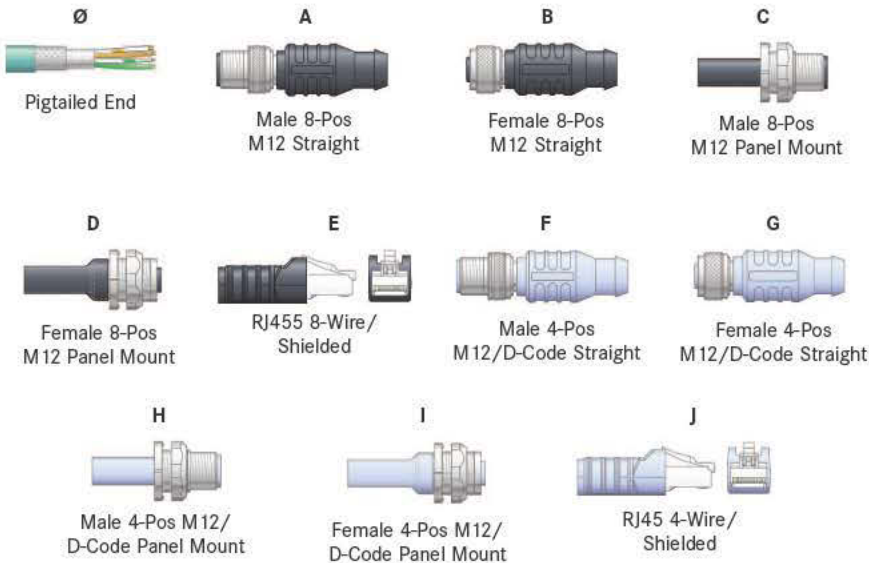 Ø
Pigtailed End
A
Male 8-Pos
M12 Straight
B
Female 8-Pos
M12 Straight
C
Male 8-Pos
M12 Panel Mount
D
Female 8-Pos
M12 Panel Mount
E
RJ455 8-Wire/
Shielded
F
Male 4-Pos
M12/D-Code Straight
G
Female 4-Pos
M12/D-Code Straight
H
Male 4-Pos M12/
D-Code Panel Mount
I
Female 4-Pos M12/
D-Code Panel Mount
J
RJ45 4-Wire/
Shielded